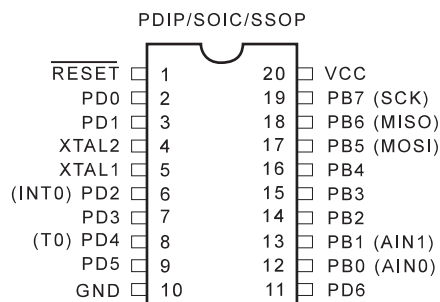 PDIP/SOIC/SSOP
RESET 1 20 VCC
PD0 2 19 PB7 (SCK)
PD1 3 18 PB6 (MISO)
XTAL2 4 17 PB5 (MOSI)
XTAL1 5 16 PB4
(INT0) PD2 6 15 PB3
PD3 7 14 PB2
(T0) PD4 8 13 PB1 (AIN1)
PD5 9 12 PB0 (AIN0)
GND 10 11 PD6